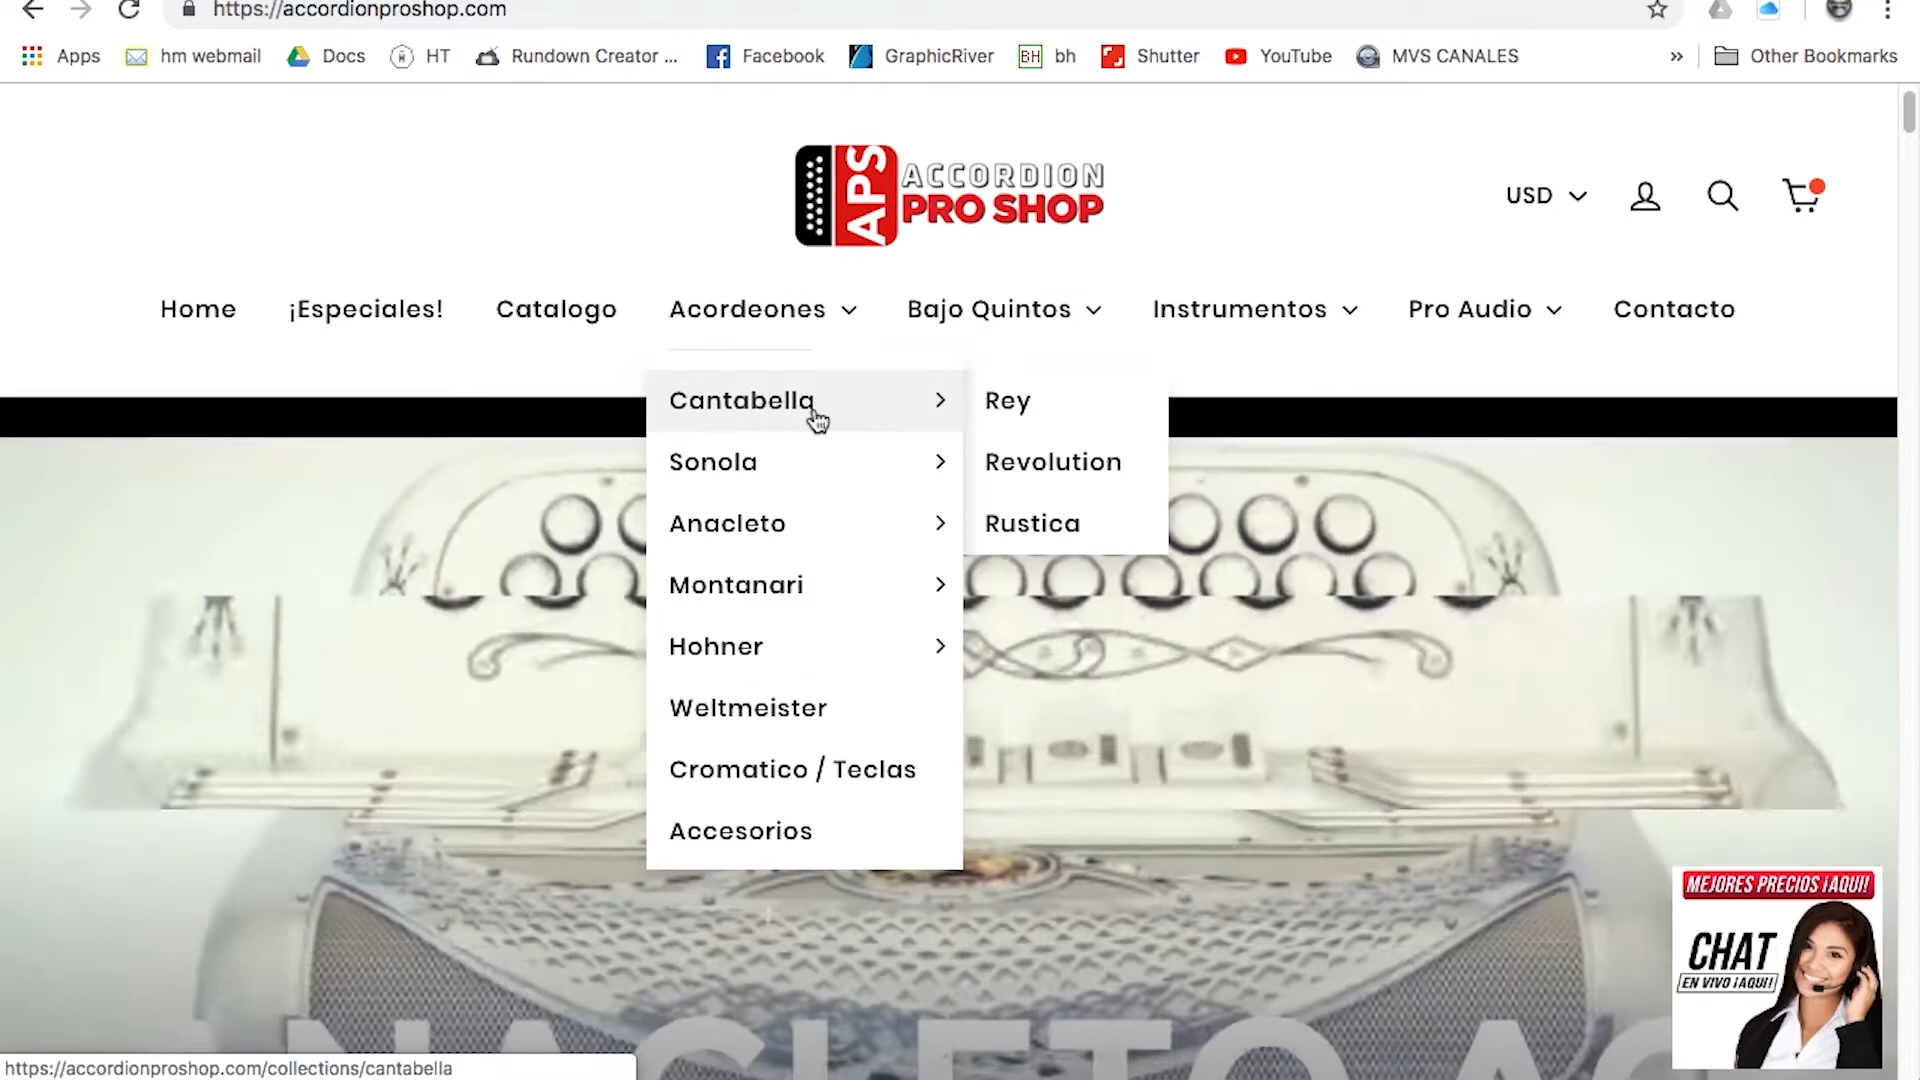 https://accordionproshop.com
Apps hm webmail Docs HT Rundown Creator ... Facebook GraphicRiver BH bh Shutter YouTube MVS CANALES » Other Bookmarks
APS ACCORDION
PRO SHOP
USD
Home ¡Especiales! Catalogo Acordeones Bajo Quintos Instrumentos Pro Audio Contacto
Cantabella
Sonola
Anacleto
Montanari
Hohner
Weltmeister
Cromatico / Teclas
Accesorios
Rey
Revolution
Rustica
MEJORES PRECIOS ¡AQUI!
CHAT
EN VIVO ¡AQUI!
NACLETO AC
https://accordionproshop.com/collections/cantabella